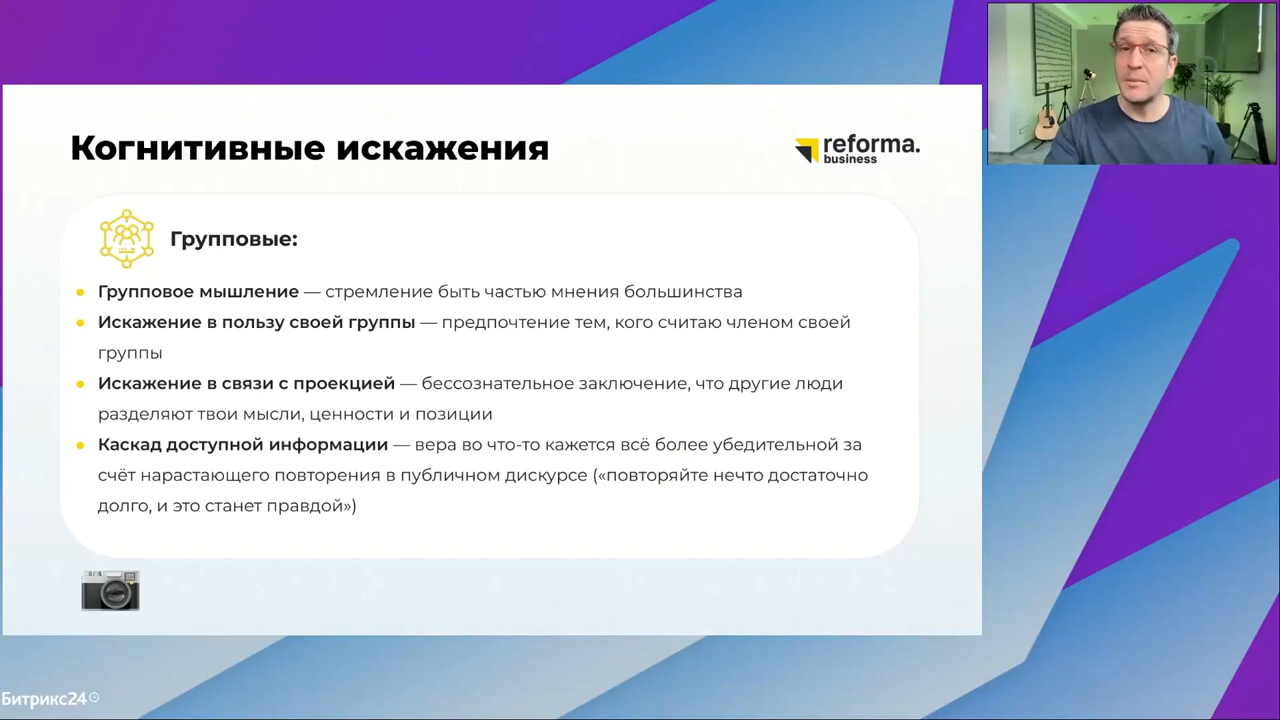 Когнитивные искажения
reforma.
business
Групповые:
Групповое мышление — стремление быть частью мнения большинства
Искажение в пользу своей группы — предпочтение тем, кого считаю членом своей
группы
Искажение в связи с проекцией — бессознательное заключение, что другие люди
разделяют твои мысли, ценности и позиции
Каскад доступной информации — вера во что-то кажется всё более убедительной за
счёт нарастающего повторения в публичном дискурсе («повторяйте нечто достаточно
долго, и это станет правдой»)
Битрикс24